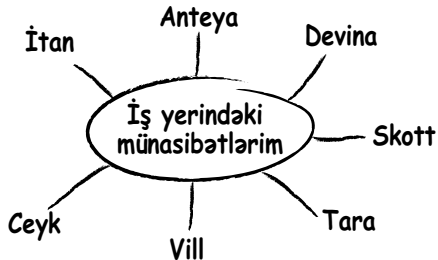 Anteya
İtan
Devina
İş yerindəki
münasibətlərim
Skott
Ceyk
Tara
Vill